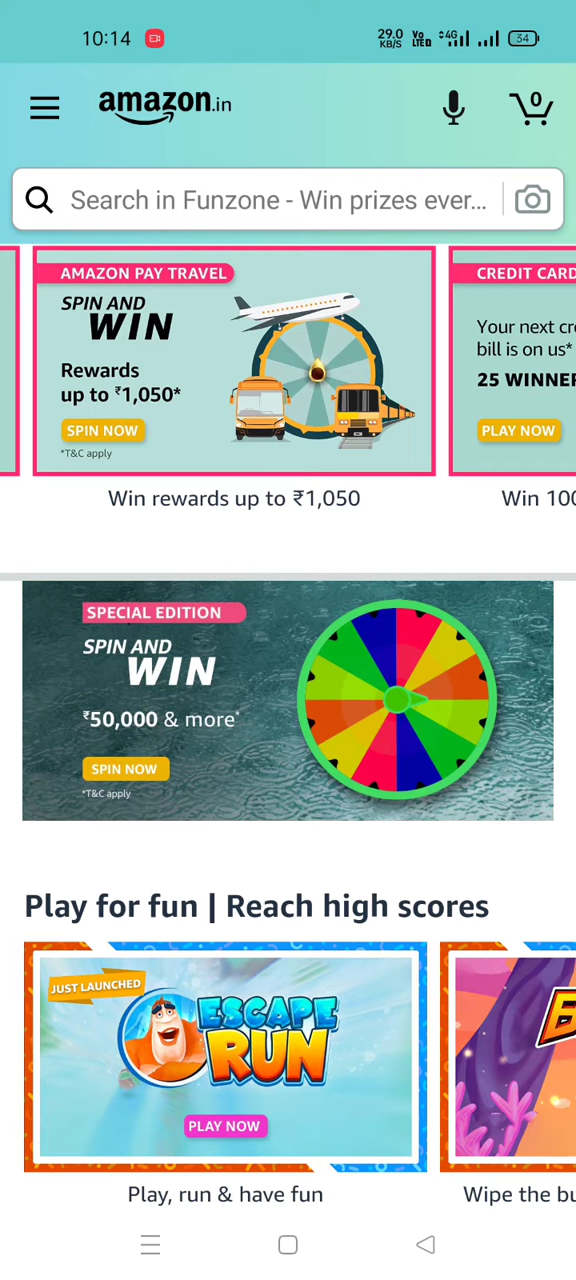 10:14
29.0 KB/S
Vo LTED
4G
34
amazon.in
0
Search in Funzone - Win prizes ever...
AMAZON PAY TRAVEL
SPIN AND
WIN
Rewards
up to ₹1,050*
SPIN NOW
*T&C apply
Win rewards up to ₹1,050
CREDIT CARD
Your next cr
bill is on us*
25 WINNER
PLAY NOW
Win 100
SPECIAL EDITION
SPIN AND
WIN
₹50,000 & more*
SPIN NOW
*T&C apply
Play for fun | Reach high scores
JUST LAUNCHED
ESCAPE
RUN
PLAY NOW
Play, run & have fun
Wipe the bu